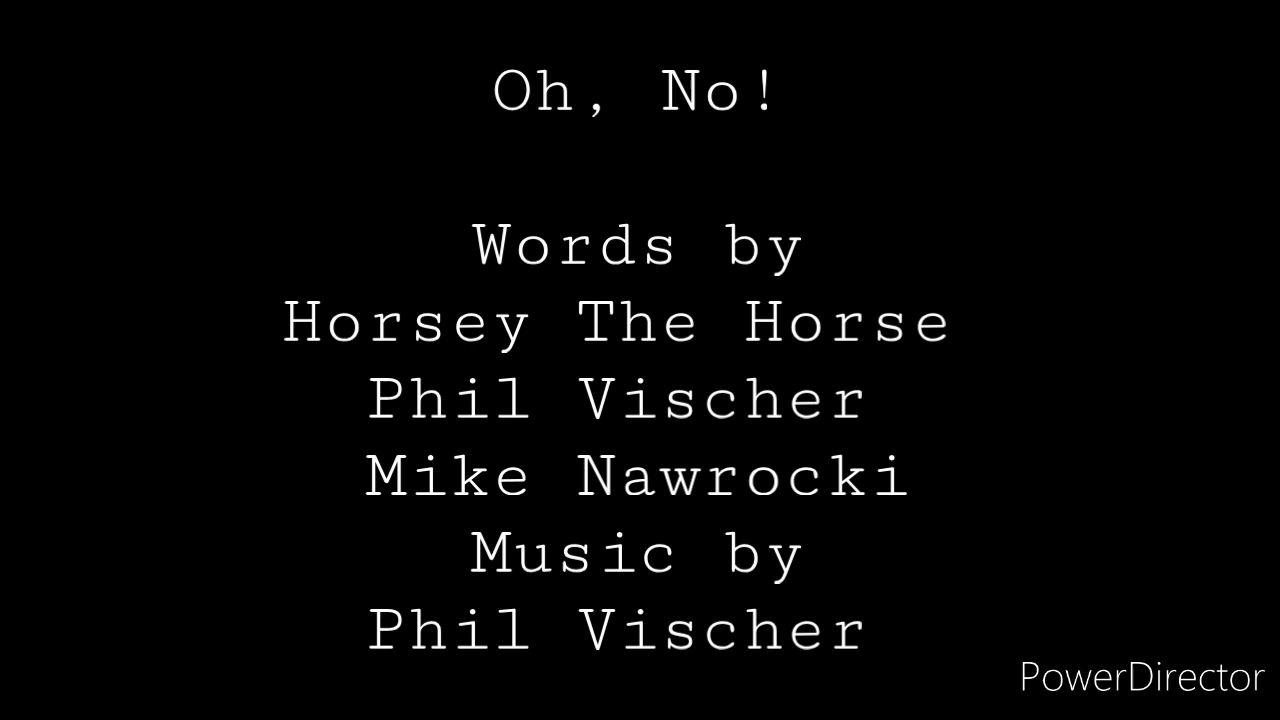 Oh, No!
Words by
Horsey The Horse
Phil Vischer
Mike Nawrocki
Music by
Phil Vischer
PowerDirector